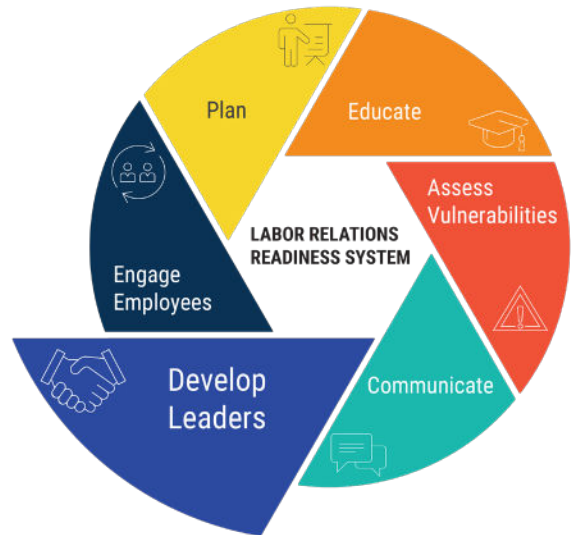 Plan
Educate
Assess
Vulnerabilities
LABOR RELATIONS
READINESS SYSTEM
Engage
Employees
Develop
Leaders
Communicate